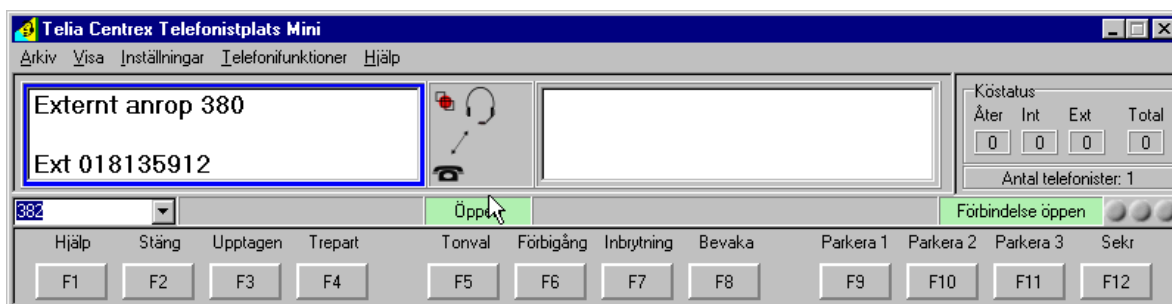 Telia Centrex Telefonistplats Mini
Arkiv Visa Inställningar Telefonifunktioner Hjälp
Externt anrop 380
Ext 018135912
Köstatus
Åter Int Ext Total
0 0 0 0
Antal telefonister: 1
382 Öppen Förbindelse öppen
Hjälp Stäng Upptagen Trepart Tonval Förbigång Inbrytning Bevaka Parkera 1 Parkera 2 Parkera 3 Sekr
F1 F2 F3 F4 F5 F6 F7 F8 F9 F10 F11 F12